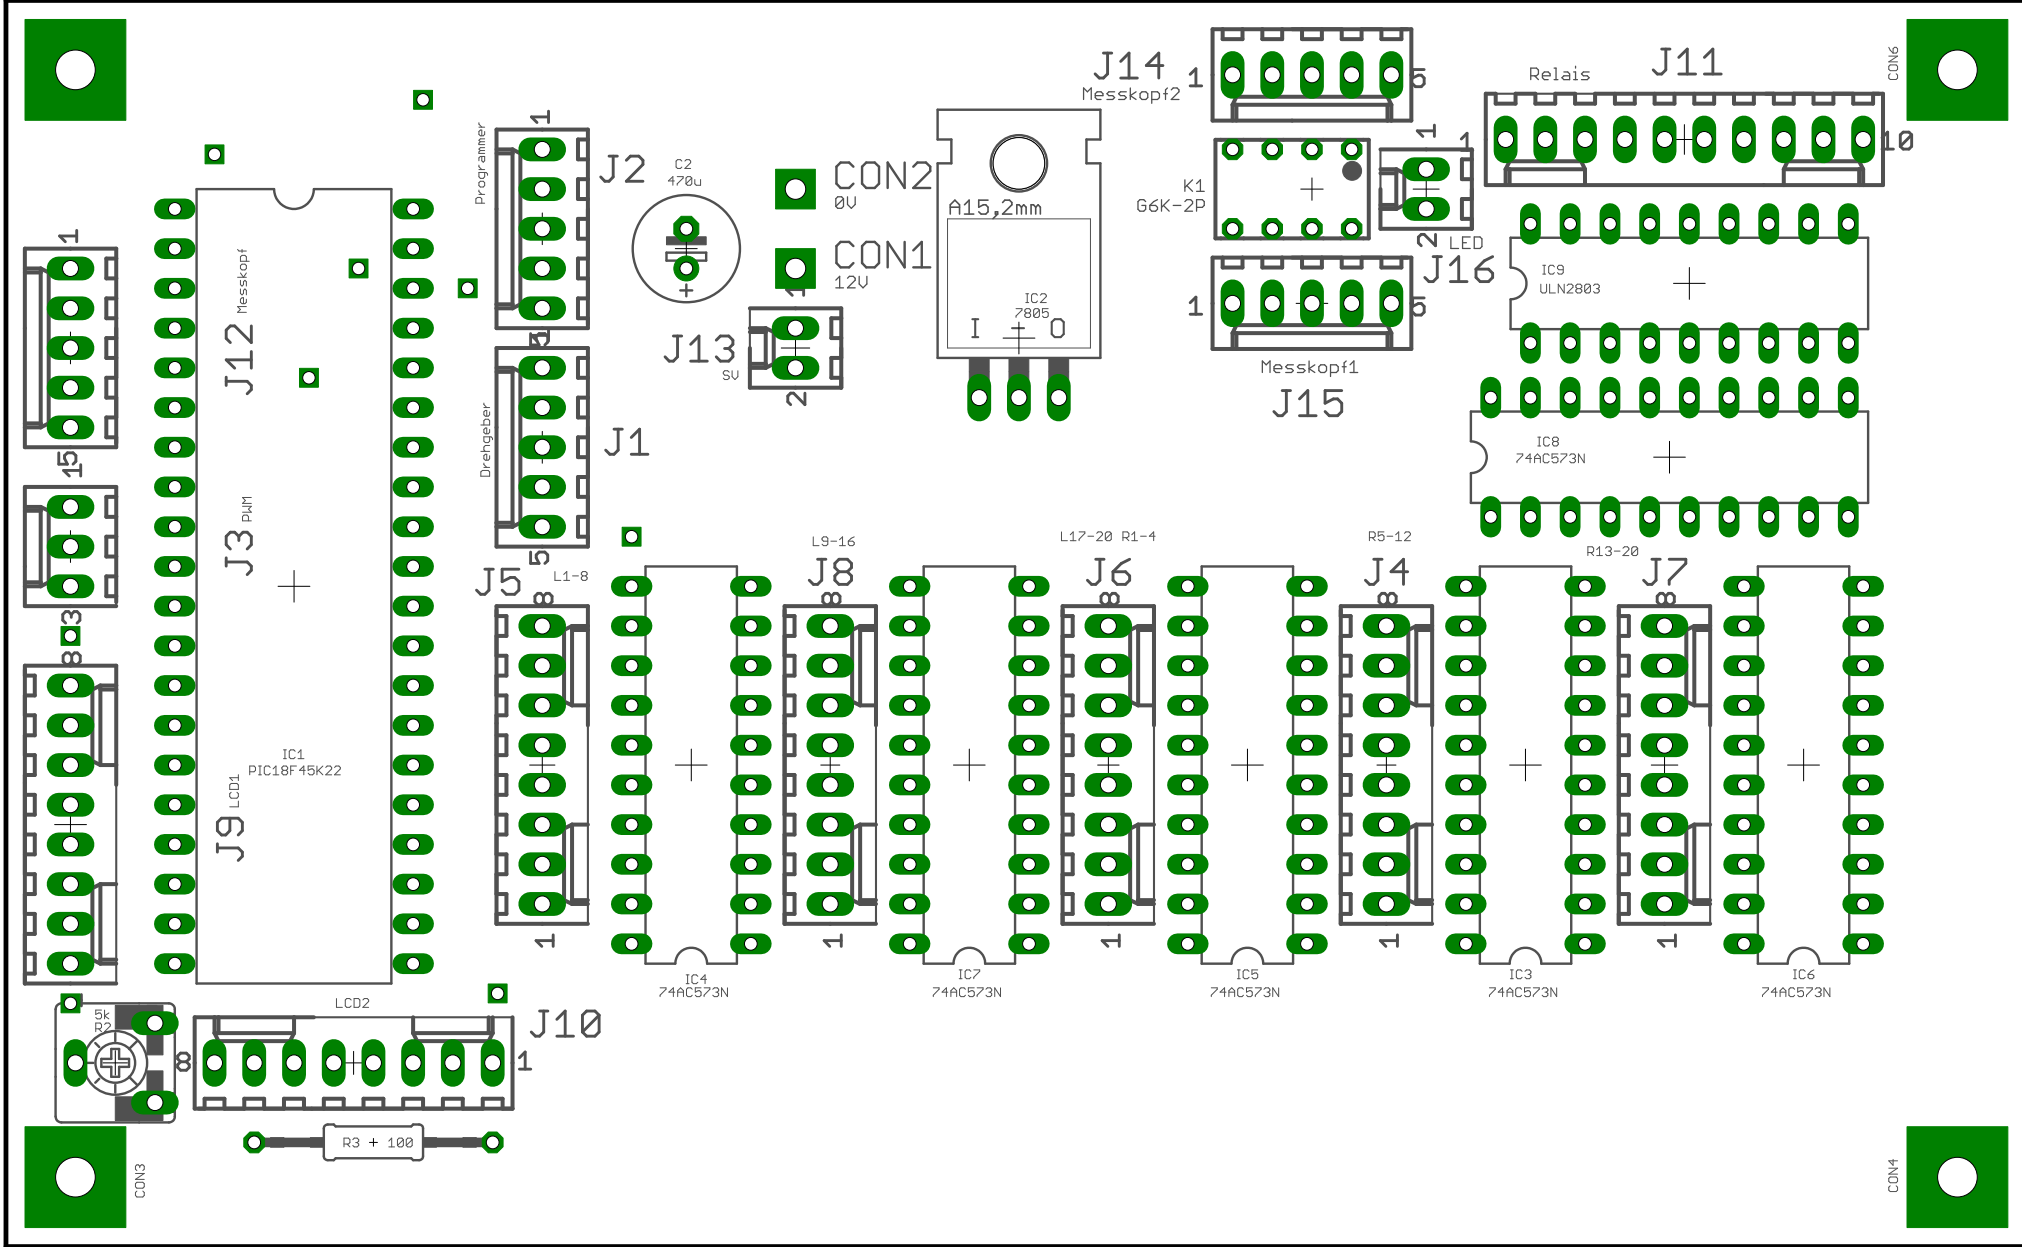 J14
Messkopf2
1
5
Relais
J11
10
CON6
Programmer
1
J2
5
C2
470u
+
CON2
0V
CON1
12V
A15,2mm
IC2
7805
I
O
K1
G6K-2P
1
1
2
LED
J16
IC9
ULN2803
1
5
Messkopf1
J15
IC8
74AC573N
1
J12
Messkopf
5
J13
5V
1
2
Drehgeber
J1
1
5
J3
PWM
1
3
J5
L1-8
8
1
L9-16
J8
8
1
L17-20 R1-4
J6
8
1
R5-12
J4
8
1
R13-20
J7
8
1
8
IC1
PIC18F45K22
J9
LCD1
IC4
74AC573N
IC7
74AC573N
IC5
74AC573N
IC3
74AC573N
IC6
74AC573N
LCD2
J10
5k
R2
8
1
R3 + 100
CON3
CON4